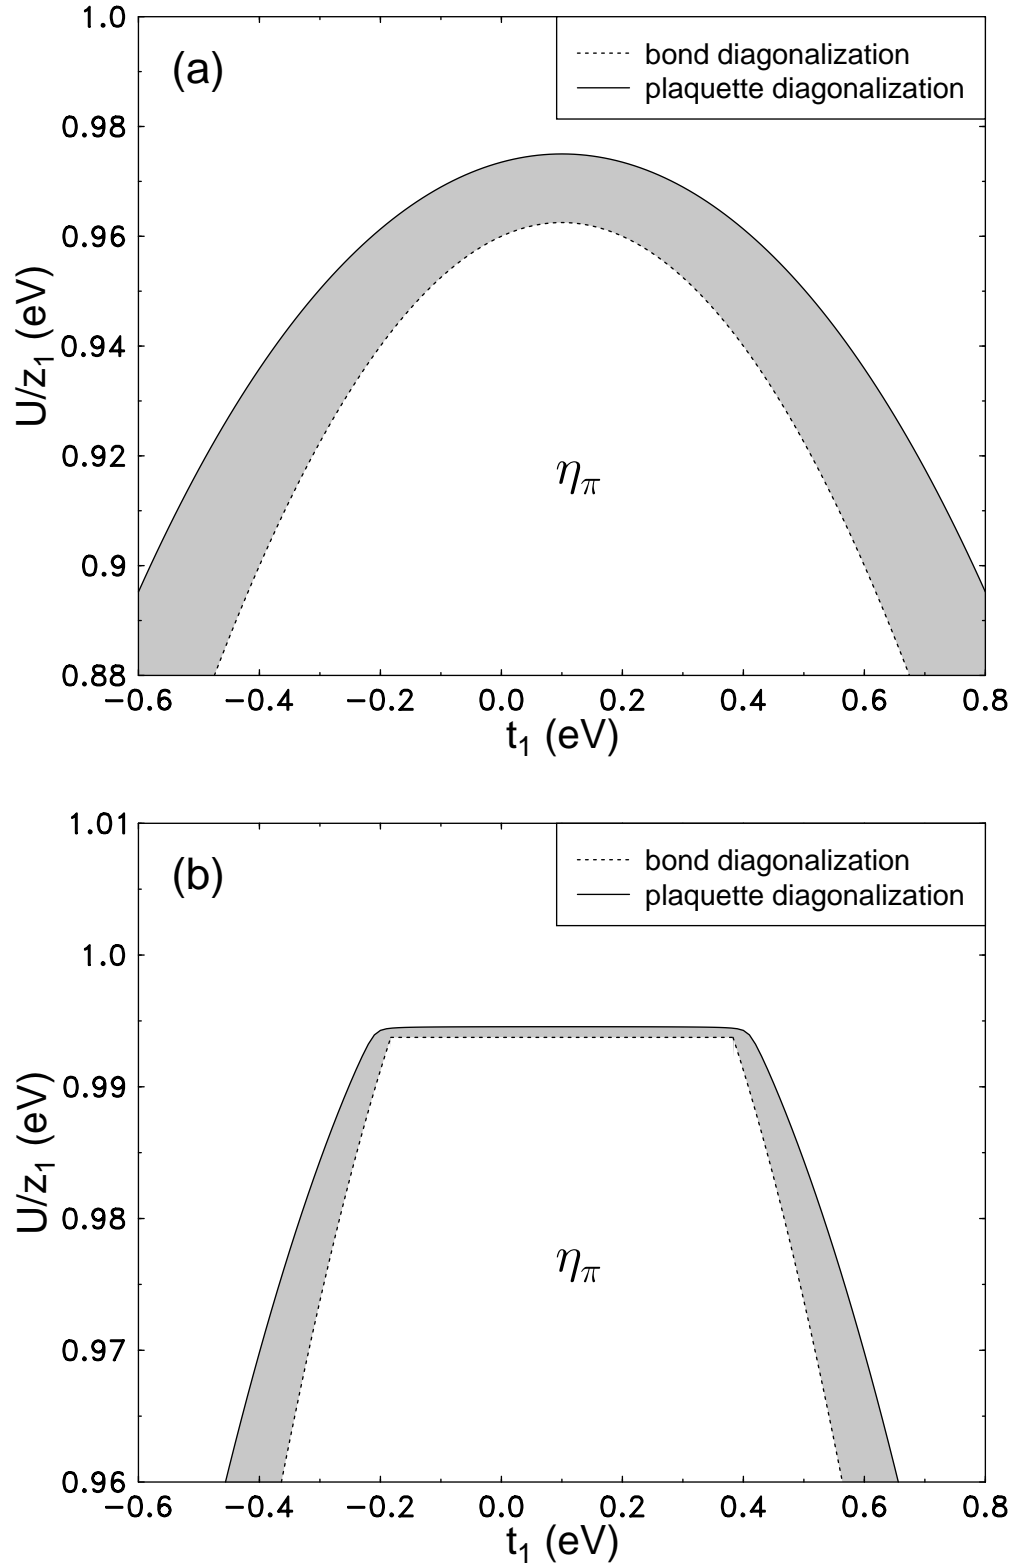 (a)
bond diagonalization
plaquette diagonalization
1.0
0.98
0.96
0.94
0.92
0.9
0.88
U/z₁ (eV)
η_π
−0.6 −0.4 −0.2 0.0 0.2 0.4 0.6 0.8
t₁ (eV)
(b)
bond diagonalization
plaquette diagonalization
1.01
1.0
0.99
0.98
0.97
0.96
U/z₁ (eV)
η_π
−0.6 −0.4 −0.2 0.0 0.2 0.4 0.6 0.8
t₁ (eV)